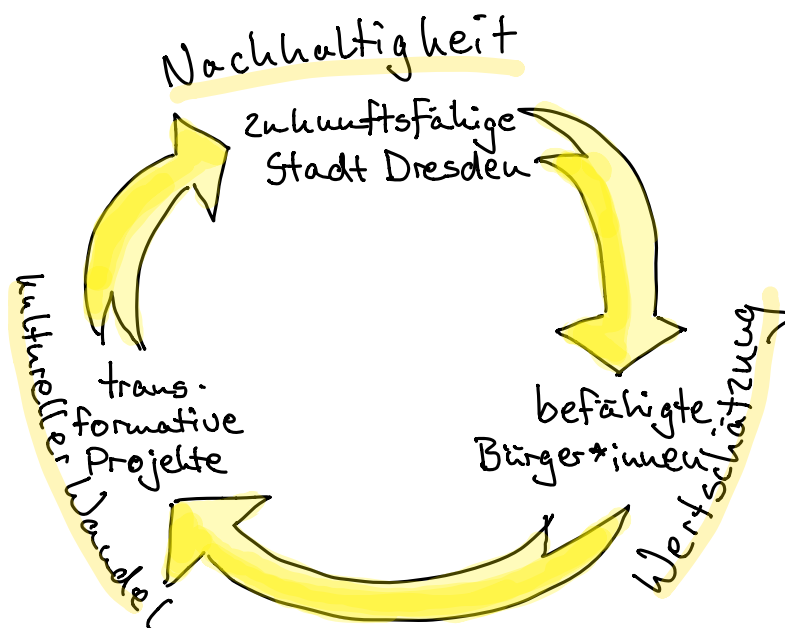 Nachhaltigkeit
zukunftsfähige
Stadt Dresden
befähigte
Bürger*innen
Wertschätzung
trans-
formative
Projekte
kultureller Wandel